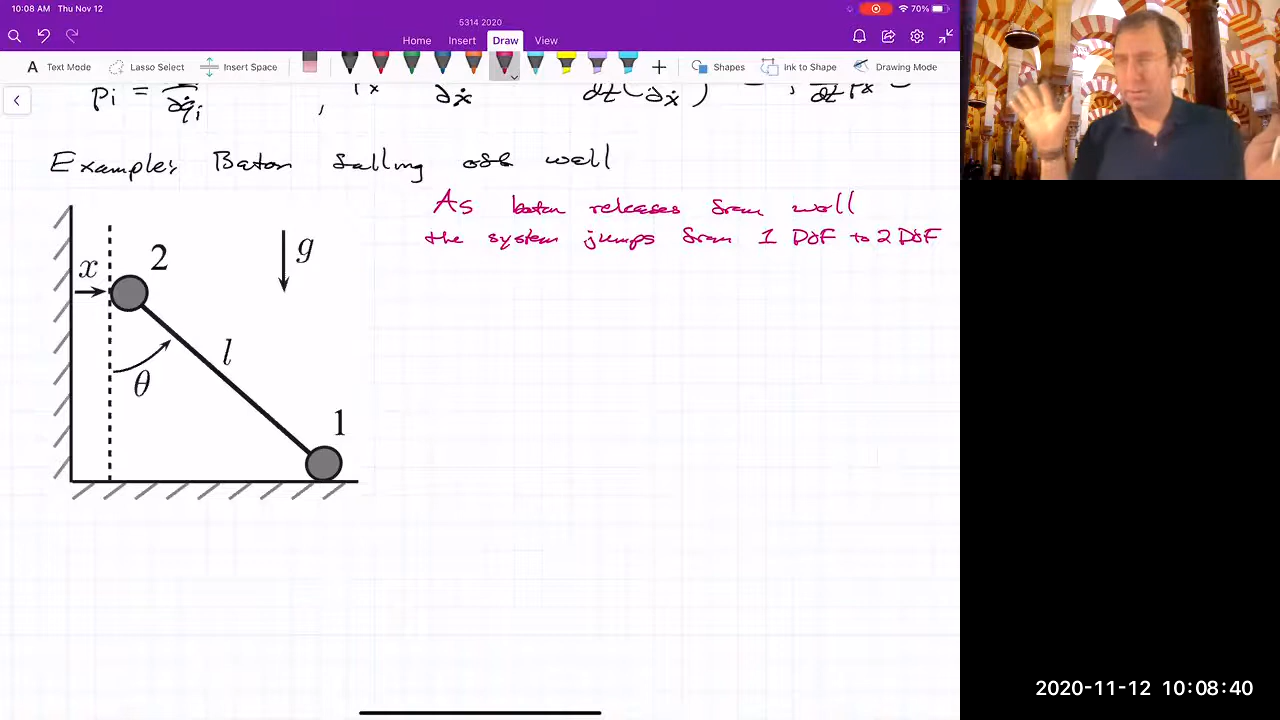 10:08 AM Thu Nov 12
70%
5314 2020
Home Insert Draw View
Text Mode Lasso Select Insert Space Shapes Ink to Shape Drawing Mode
Example: Baton falling off wall
As baton releases from wall
the system jumps from 1 DOF to 2 DOF
2
g
x
l
θ
1
2020-11-12 10:08:40